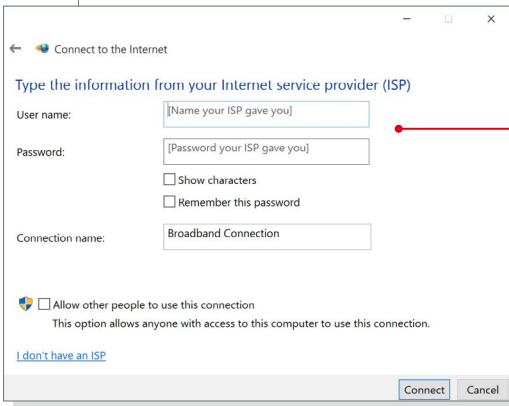 Connect to the Internet
Type the information from your Internet service provider (ISP)
User name:
[Name your ISP gave you]
Password:
[Password your ISP gave you]
Show characters
Remember this password
Connection name:
Broadband Connection
Allow other people to use this connection
This option allows anyone with access to this computer to use this connection.
I don't have an ISP
Connect
Cancel